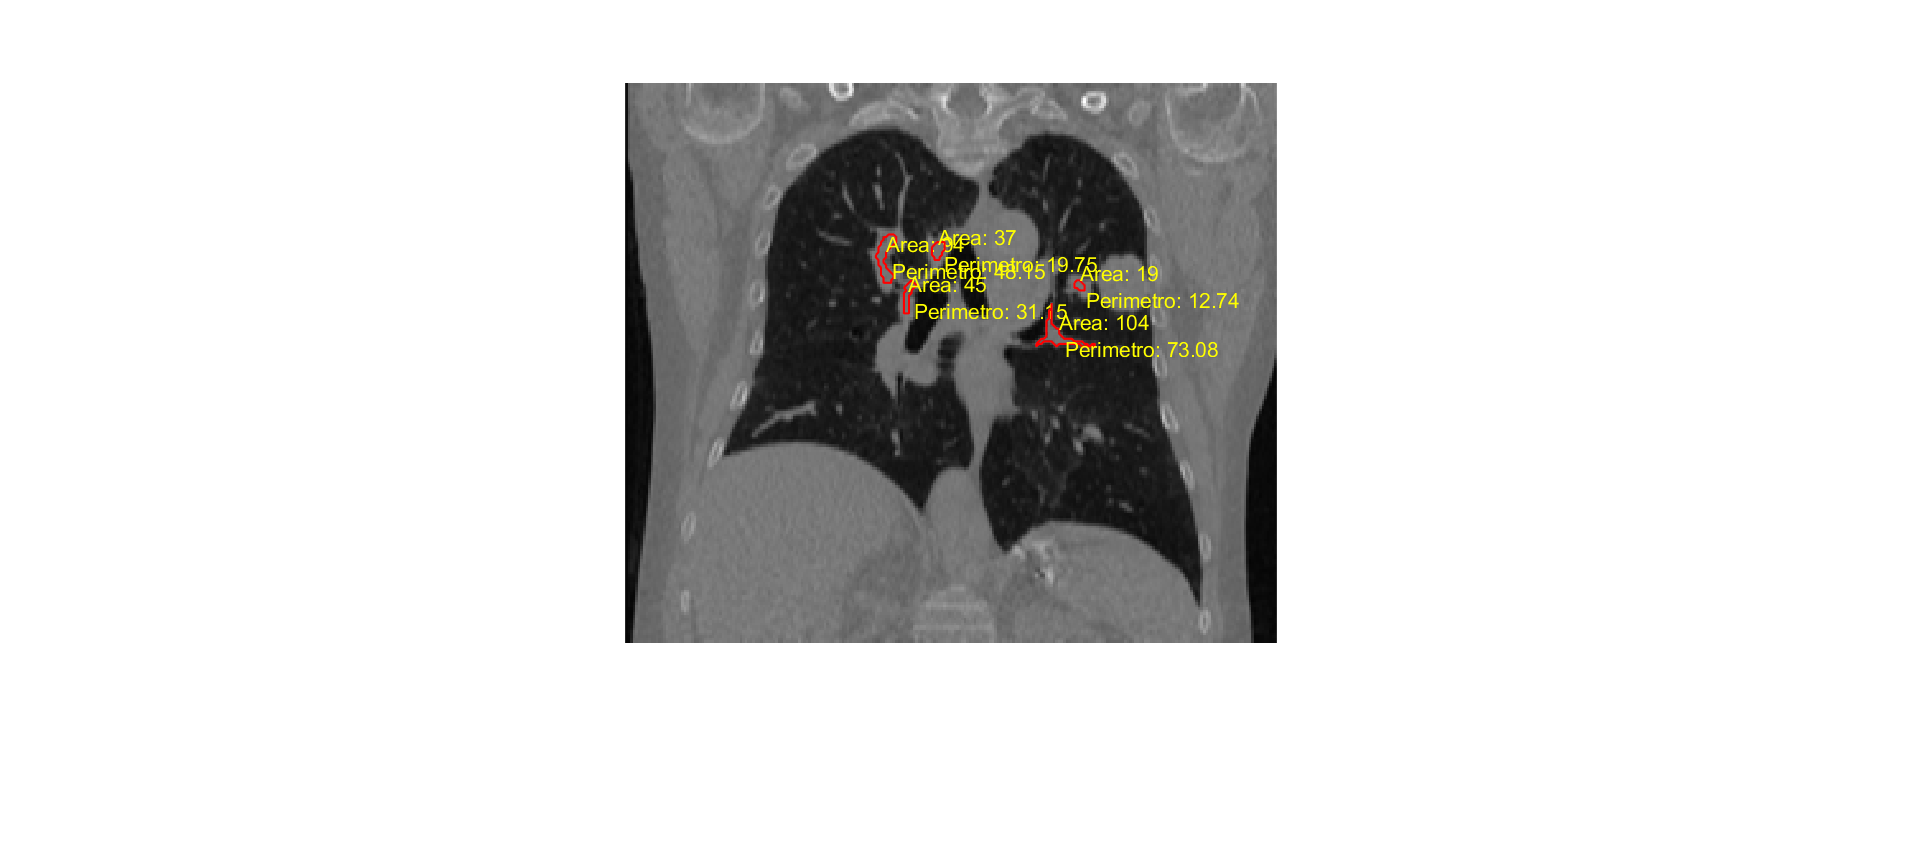 Area: 37
Area: 94
Perimetro: 19.75
Perimetro: 48.15
Area: 19
Area: 45
Perimetro: 12.74
Perimetro: 31.15
Area: 104
Perimetro: 73.08